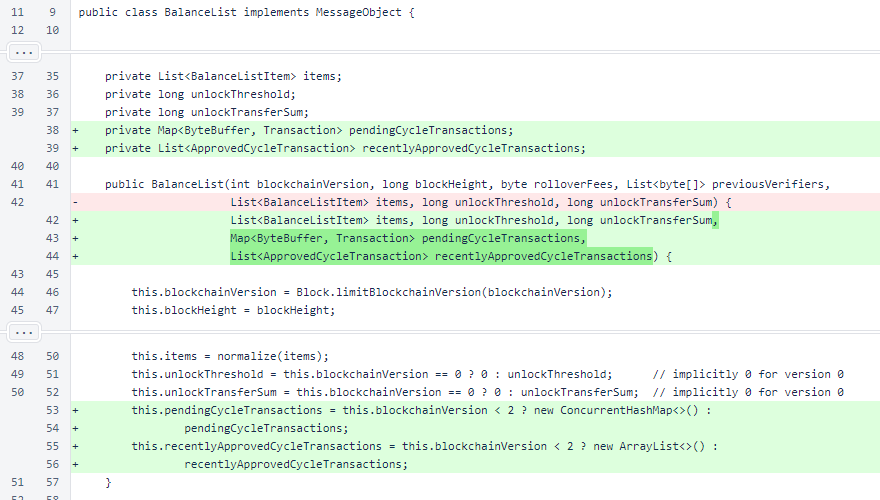 11 9 public class BalanceList implements MessageObject {
12 10
...
37 35 private List<BalanceListItem> items;
38 36 private long unlockThreshold;
39 37 private long unlockTransferSum;
38 + private Map<ByteBuffer, Transaction> pendingCycleTransactions;
39 + private List<ApprovedCycleTransaction> recentlyApprovedCycleTransactions;
40 40
41 41 public BalanceList(int blockchainVersion, long blockHeight, byte rolloverFees, List<byte[]> previousVerifiers,
42 - List<BalanceListItem> items, long unlockThreshold, long unlockTransferSum) {
42 + List<BalanceListItem> items, long unlockThreshold, long unlockTransferSum,
43 + Map<ByteBuffer, Transaction> pendingCycleTransactions,
44 + List<ApprovedCycleTransaction> recentlyApprovedCycleTransactions) {
43 45
44 46 this.blockchainVersion = Block.limitBlockchainVersion(blockchainVersion);
45 47 this.blockHeight = blockHeight;
...
48 50 this.items = normalize(items);
49 51 this.unlockThreshold = this.blockchainVersion == 0 ? 0 : unlockThreshold; // implicitly 0 for version 0
50 52 this.unlockTransferSum = this.blockchainVersion == 0 ? 0 : unlockTransferSum; // implicitly 0 for version 0
53 + this.pendingCycleTransactions = this.blockchainVersion < 2 ? new ConcurrentHashMap<>() :
54 + pendingCycleTransactions;
55 + this.recentlyApprovedCycleTransactions = this.blockchainVersion < 2 ? new ArrayList<>() :
56 + recentlyApprovedCycleTransactions;
51 57 }